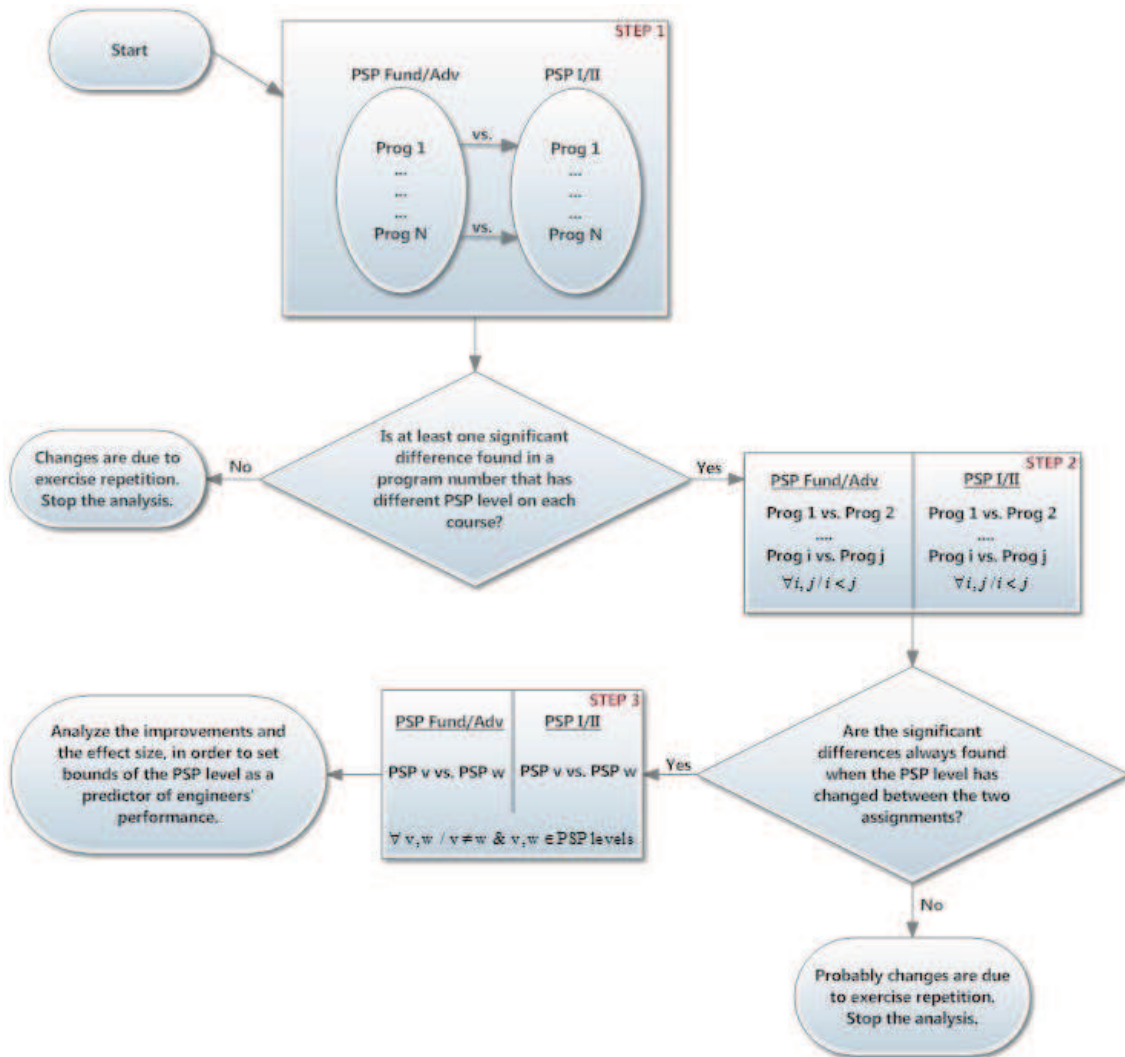 Start
STEP 1
PSP Fund/Adv
PSP I/II
Prog 1
...
...
...
Prog N
vs.
vs.
Prog 1
...
...
...
Prog N
Is at least one significant
difference found in a
program number that has
different PSP level on each
course?
No
Changes are due to
exercise repetition.
Stop the analysis.
Yes
STEP 2
PSP Fund/Adv
Prog 1 vs. Prog 2
....
Prog i vs. Prog j
∀i, j / i < j
PSP I/II
Prog 1 vs. Prog 2
....
Prog i vs. Prog j
∀i, j / i < j
Are the significant
differences always found
when the PSP level has
changed between the two
assignments?
Yes
STEP 3
PSP Fund/Adv
PSP v vs. PSP w
PSP I/II
PSP v vs. PSP w
∀ v,w / v ≠ w & v,w ∈ PSP levels
Analyze the improvements and
the effect size, in order to set
bounds of the PSP level as a
predictor of engineers'
performance.
No
Probably changes are due
to exercise repetition.
Stop the analysis.